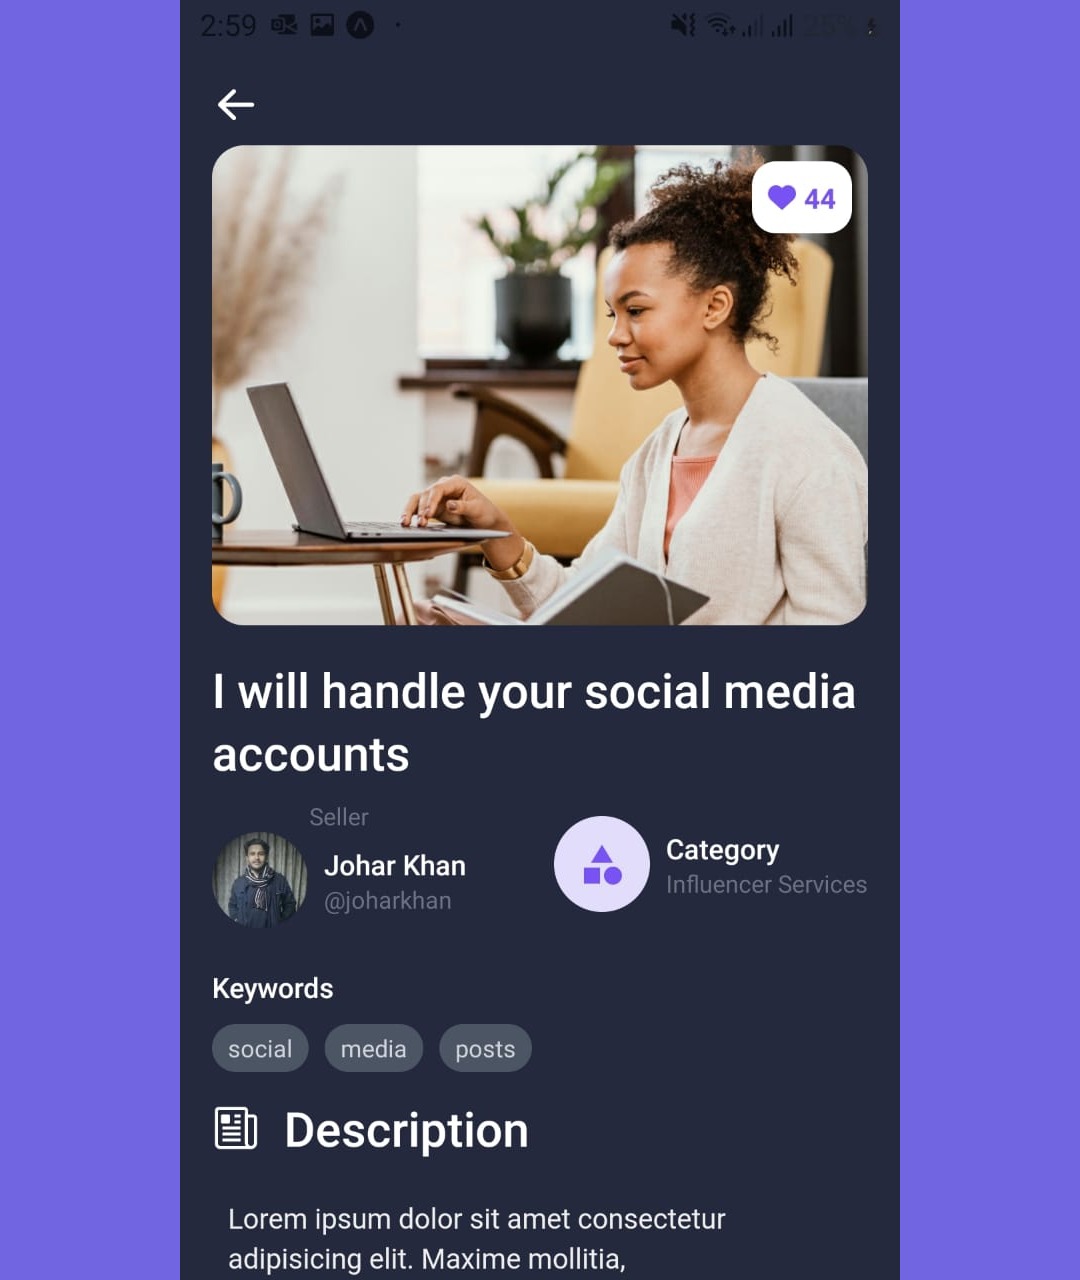 2:59
25%
44
I will handle your social media
accounts
Seller
Johar Khan
@joharkhan
Category
Influencer Services
Keywords
social media posts
Description
Lorem ipsum dolor sit amet consectetur
adipisicing elit. Maxime mollitia,